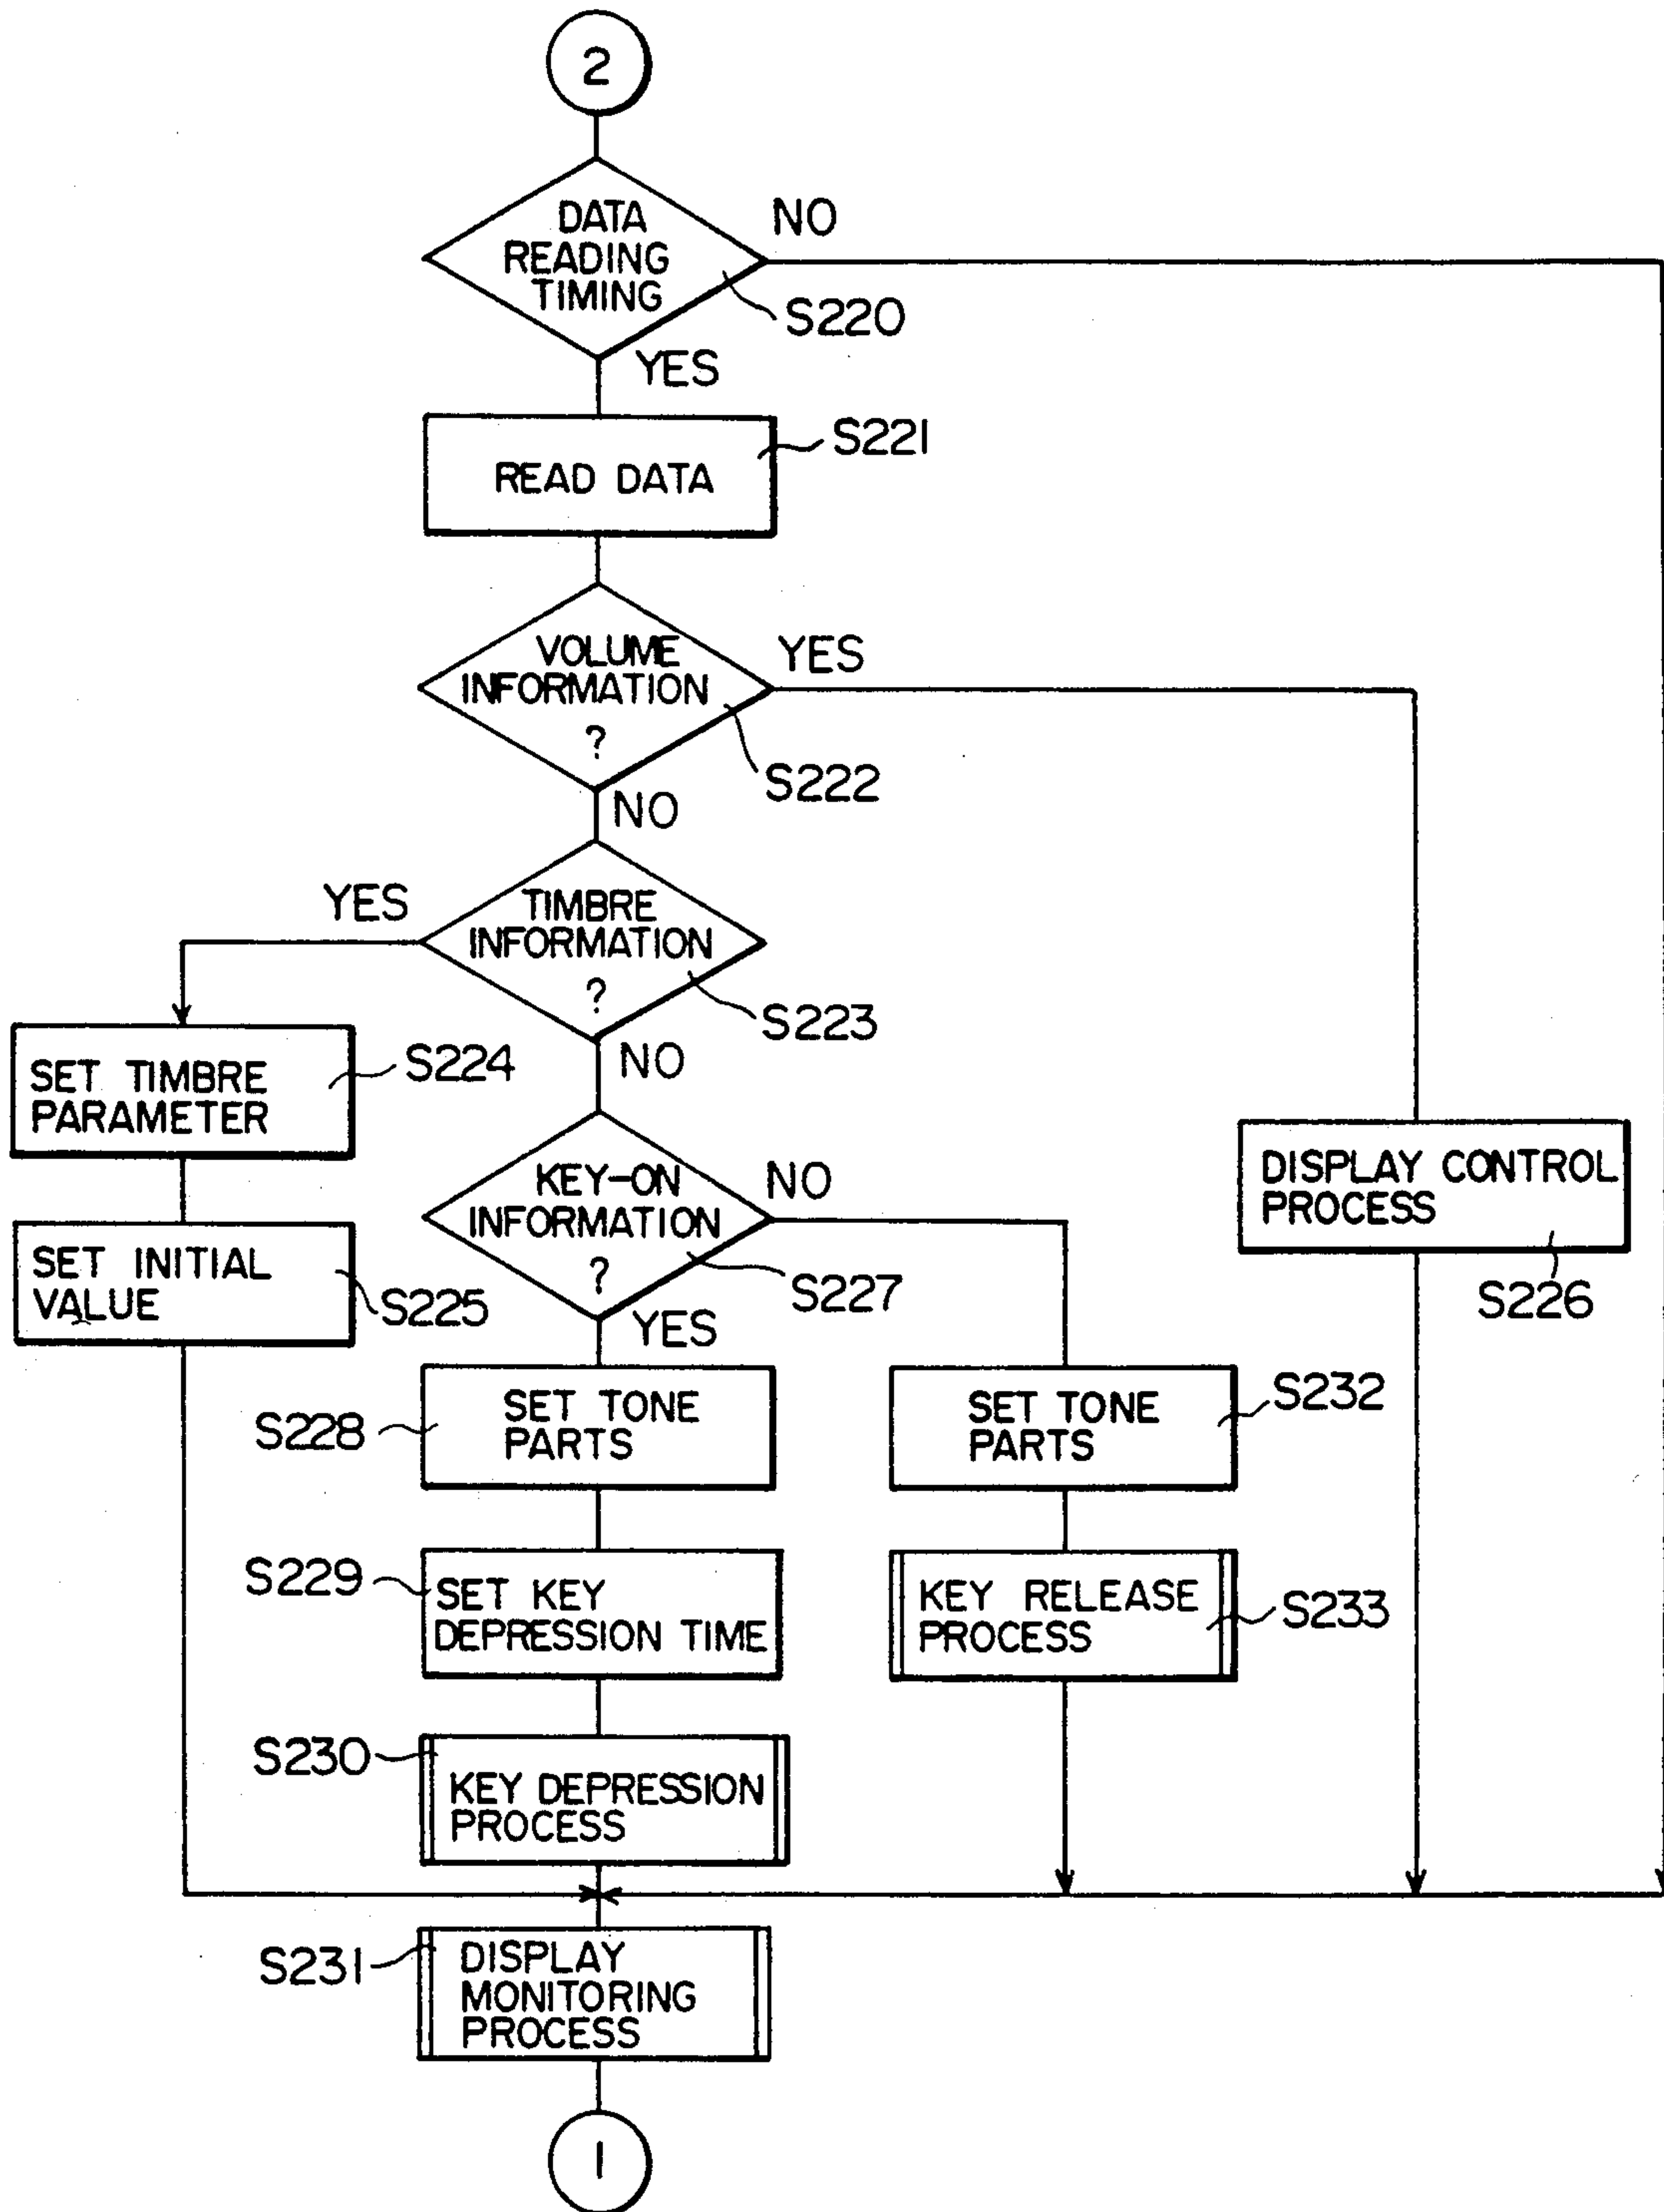 2
DATA
READING
TIMING
NO
S220
YES
READ DATA
S221
VOLUME
INFORMATION
?
YES
S222
NO
TIMBRE
INFORMATION
?
YES
S223
NO
SET TIMBRE
PARAMETER
S224
SET INITIAL
VALUE
S225
KEY-ON
INFORMATION
?
NO
S227
YES
DISPLAY CONTROL
PROCESS
S226
S228
SET TONE
PARTS
SET TONE
PARTS
S232
S229
SET KEY
DEPRESSION TIME
KEY RELEASE
PROCESS
S233
S230
KEY DEPRESSION
PROCESS
S231
DISPLAY
MONITORING
PROCESS
1